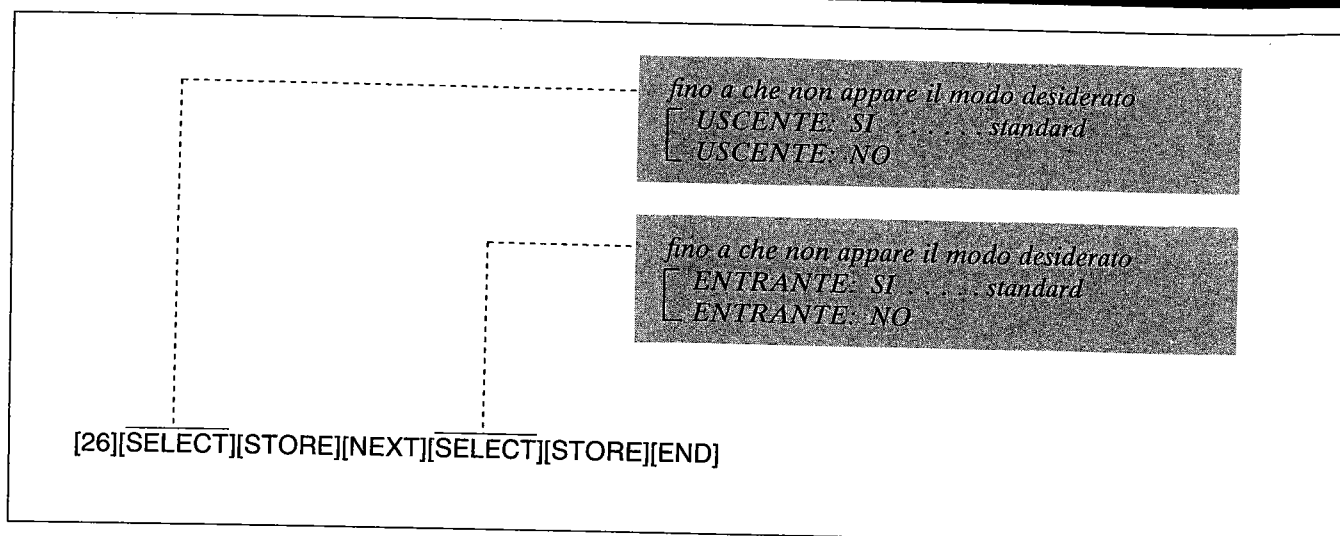 fino a che non appare il modo desiderato
USCENTE: SI ...... standard
USCENTE: NO
fino a che non appare il modo desiderato
ENTRANTE: SI ..... standard
ENTRANTE: NO
[26][SELECT][STORE][NEXT][SELECT][STORE][END]